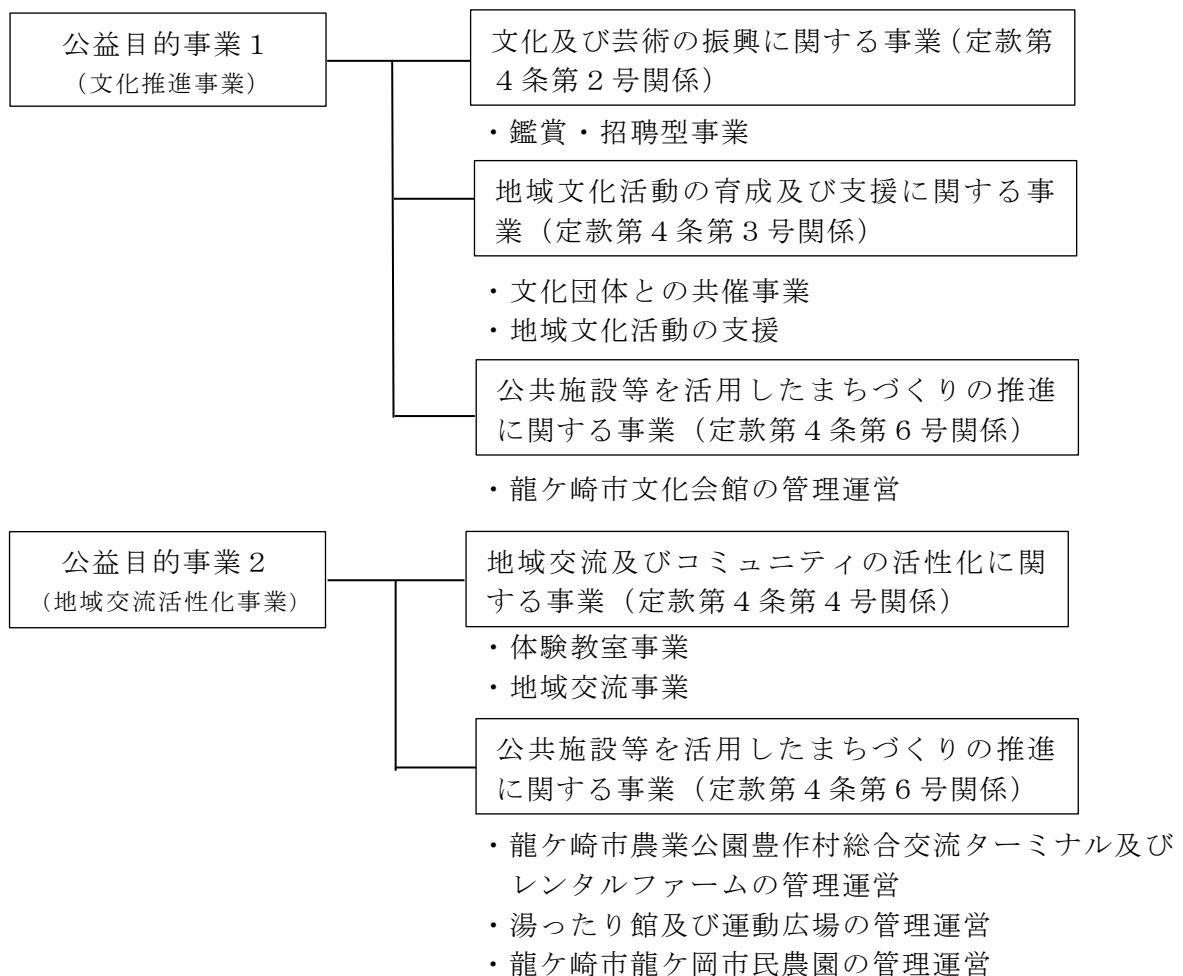 公益目的事業1
(文化推進事業)
文化及び芸術の振興に関する事業(定款第
4条第2号関係)
・鑑賞・招聘型事業
地域文化活動の育成及び支援に関する事
業(定款第4条第3号関係)
・文化団体との共催事業
・地域文化活動の支援
公共施設等を活用したまちづくりの推進
に関する事業(定款第4条第6号関係)
・龍ケ崎市文化会館の管理運営
公益目的事業2
(地域交流活性化事業)
地域交流及びコミュニティの活性化に関
する事業(定款第4条第4号関係)
・体験教室事業
・地域交流事業
公共施設等を活用したまちづくりの推進
に関する事業(定款第4条第6号関係)
・龍ケ崎市農業公園豊作村総合交流ターミナル及び
レンタルファームの管理運営
・湯ったり館及び運動広場の管理運営
・龍ケ崎市龍ケ岡市民農園の管理運営